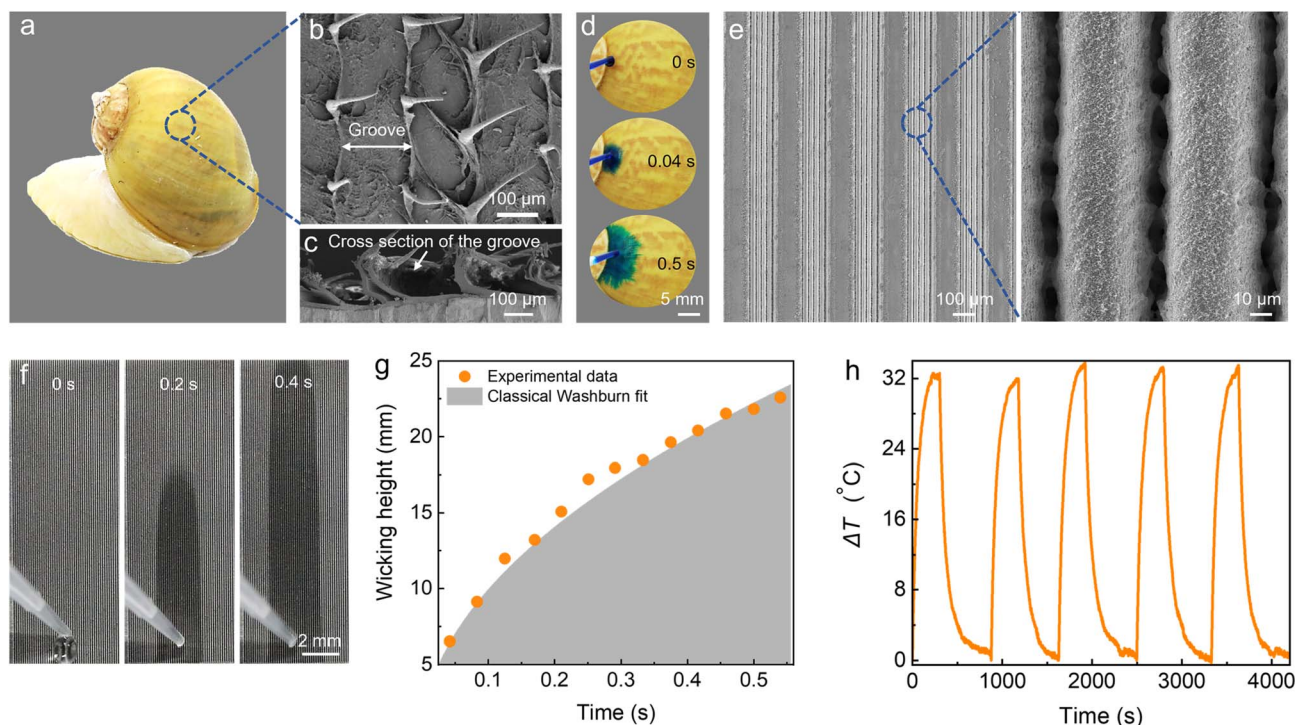 a
b
Groove
100 µm
c
Cross section of the groove
100 µm
d
0 s
0.04 s
0.5 s
5 mm
e
100 µm
10 µm
f
0 s
0.2 s
0.4 s
2 mm
g
25
20
15
10
5
Experimental data
Classical Washburn fit
Wicking height (mm)
0.1 0.2 0.3 0.4 0.5
Time (s)
h
32
24
16
8
0
ΔT (°C)
0 1000 2000 3000 4000
Time (s)